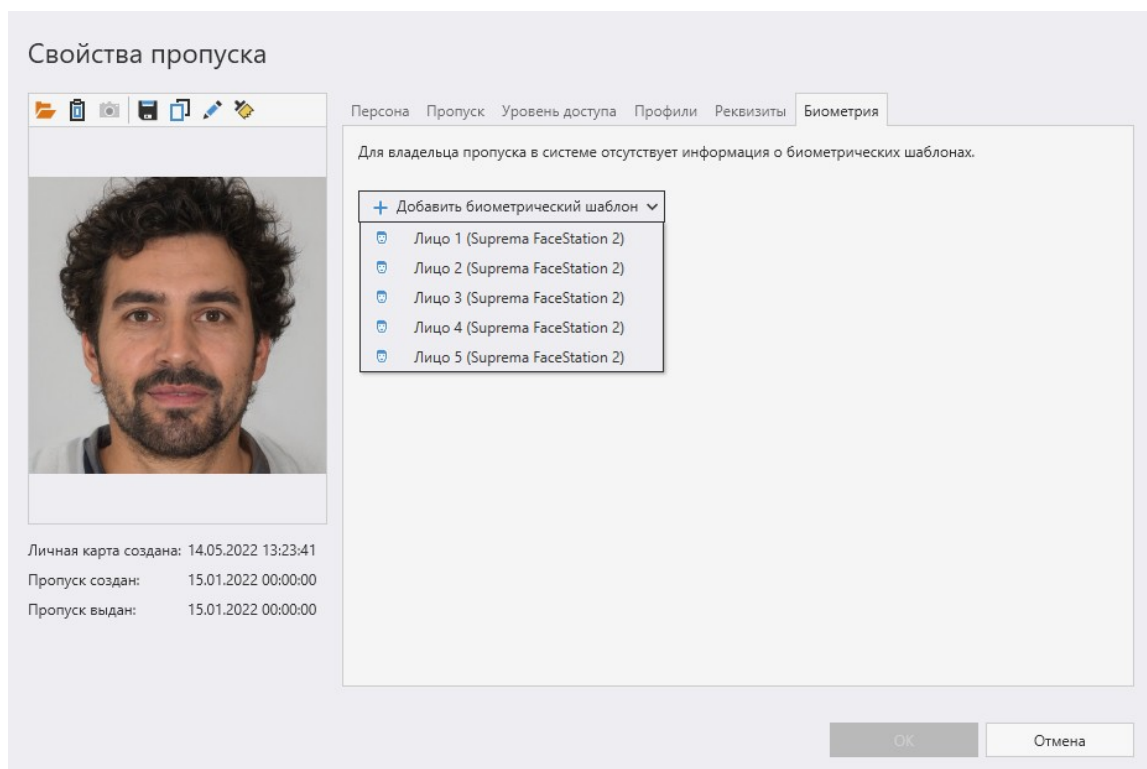 Свойства пропуска
Персона Пропуск Уровень доступа Профили Реквизиты Биометрия
Для владельца пропуска в системе отсутствует информация о биометрических шаблонах.
Добавить биометрический шаблон
Лицо 1 (Suprema FaceStation 2)
Лицо 2 (Suprema FaceStation 2)
Лицо 3 (Suprema FaceStation 2)
Лицо 4 (Suprema FaceStation 2)
Лицо 5 (Suprema FaceStation 2)
Личная карта создана: 14.05.2022 13:23:41
Пропуск создан: 15.01.2022 00:00:00
Пропуск выдан: 15.01.2022 00:00:00
ОК Отмена